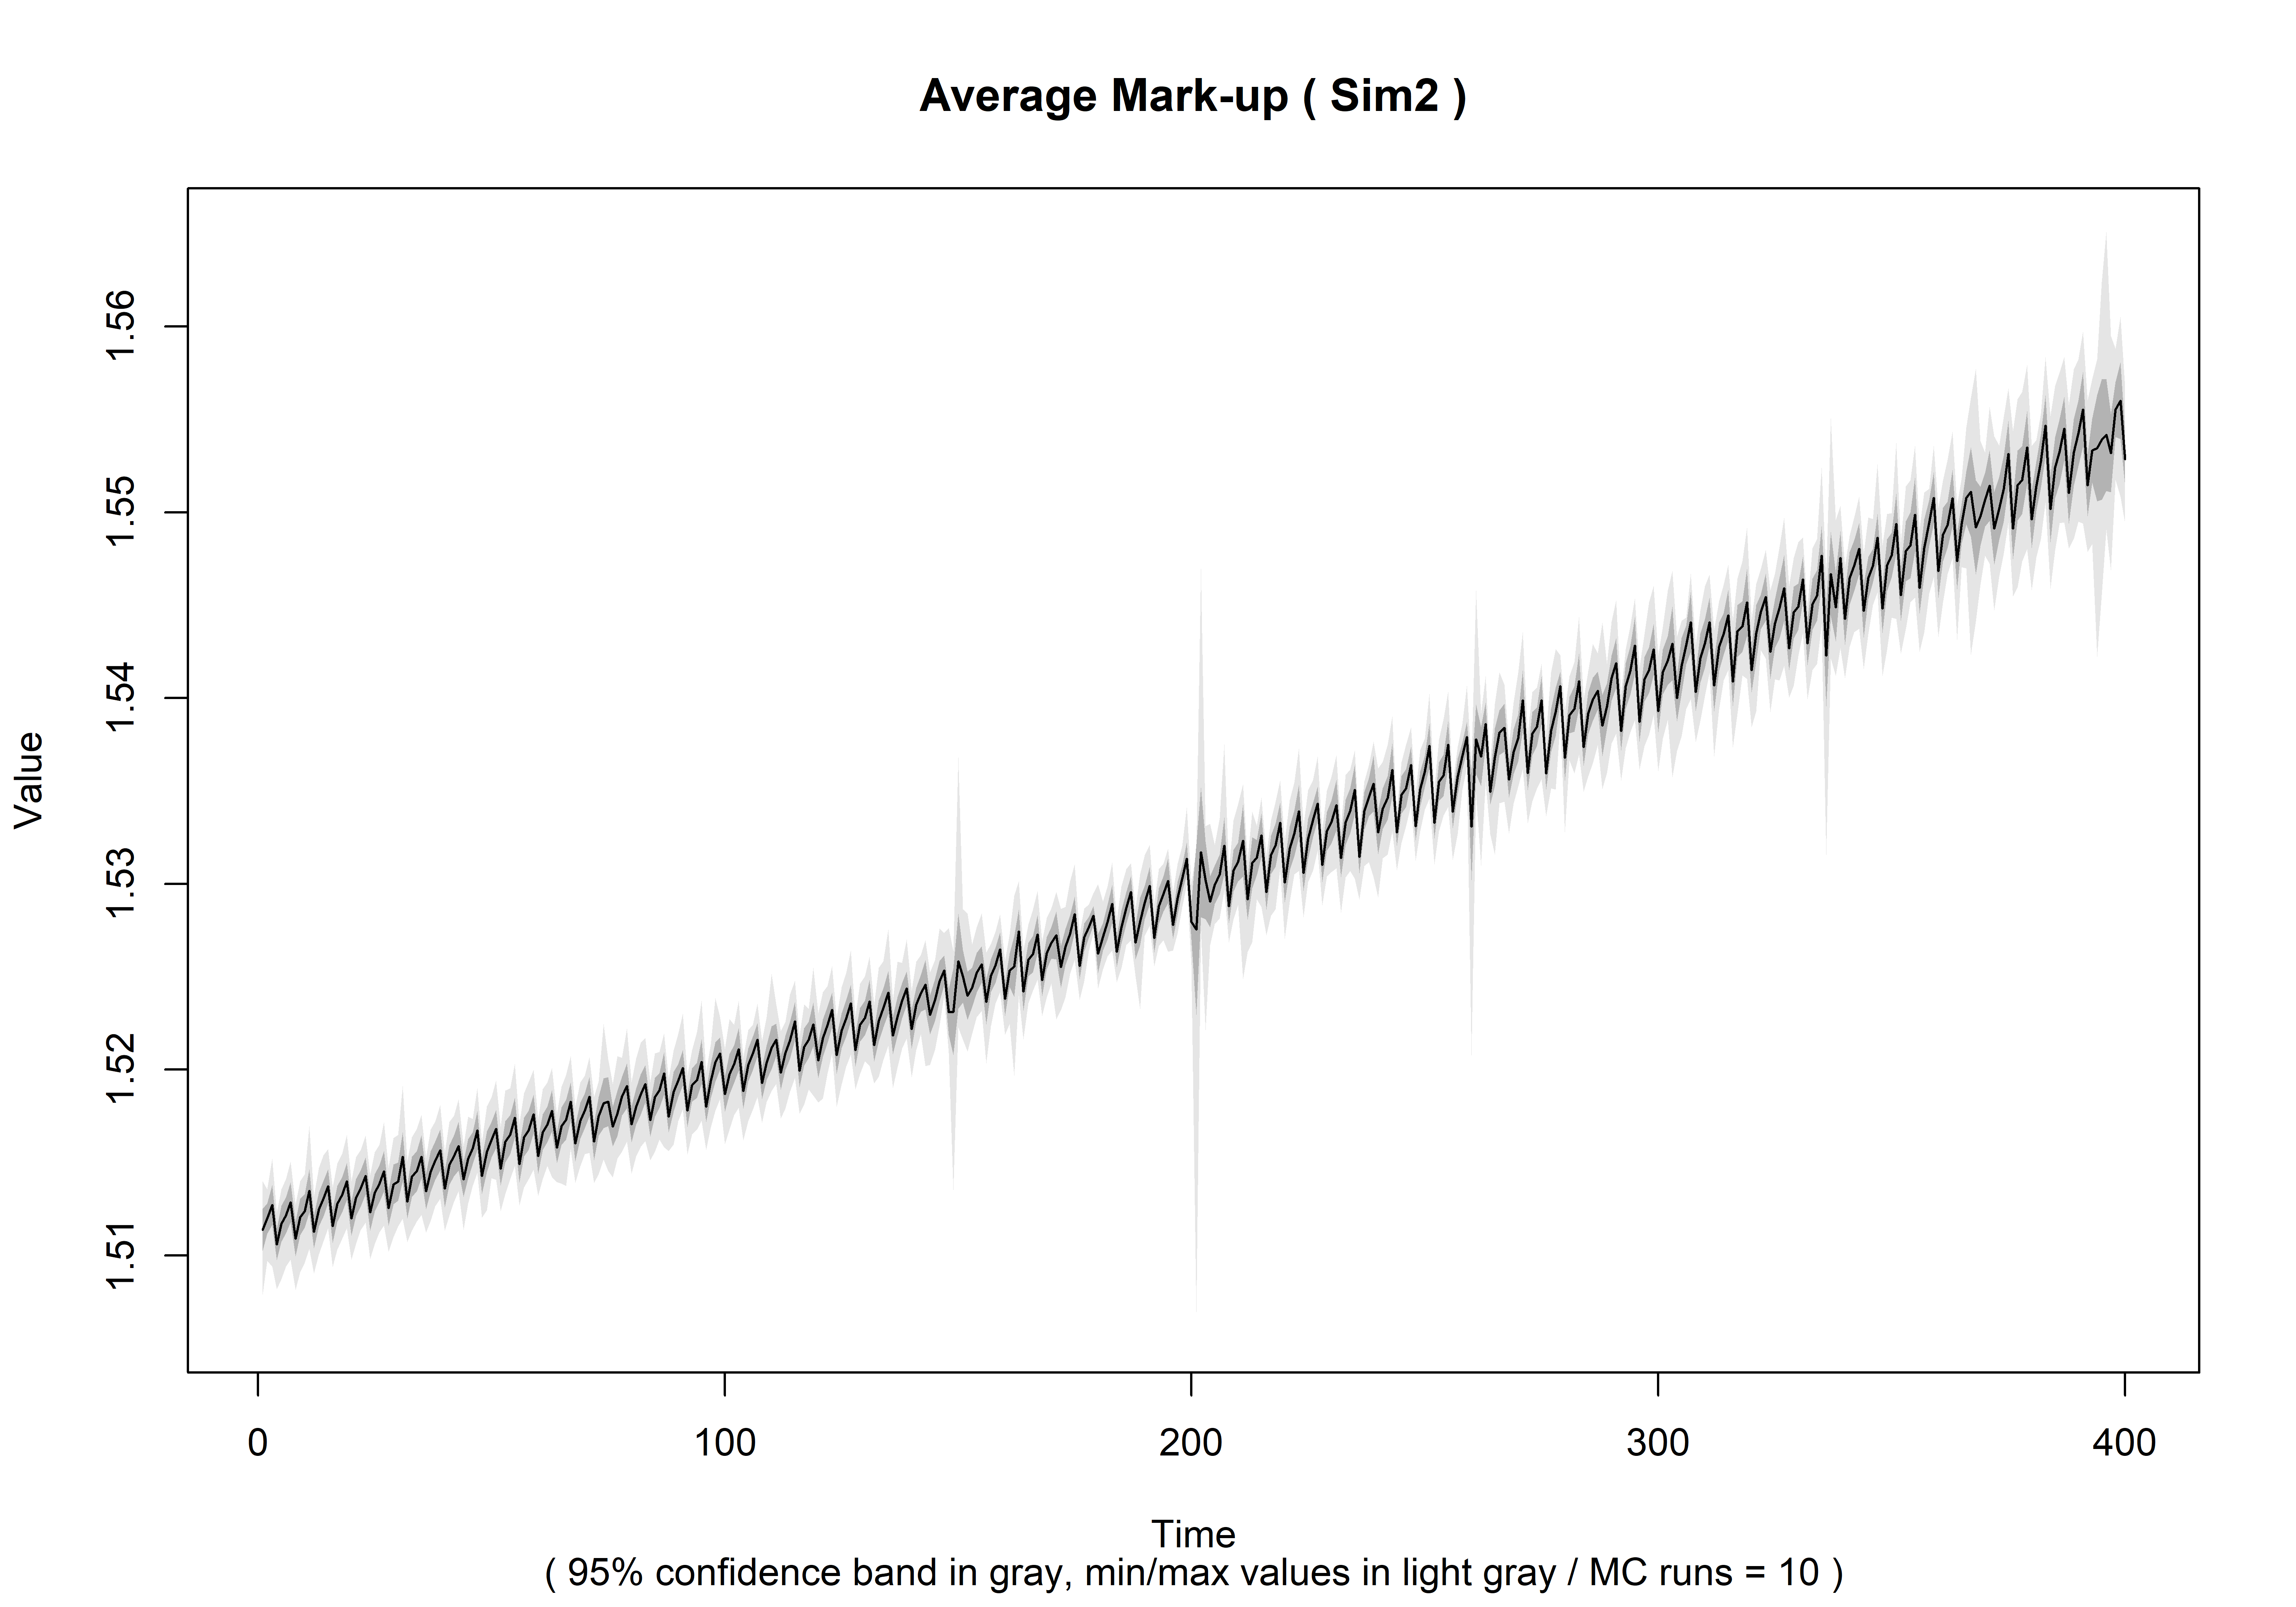 Average Mark-up ( Sim2 )
Value
1.56
1.55
1.54
1.53
1.52
1.51
0 100 200 300 400
Time
( 95% confidence band in gray, min/max values in light gray / MC runs = 10 )